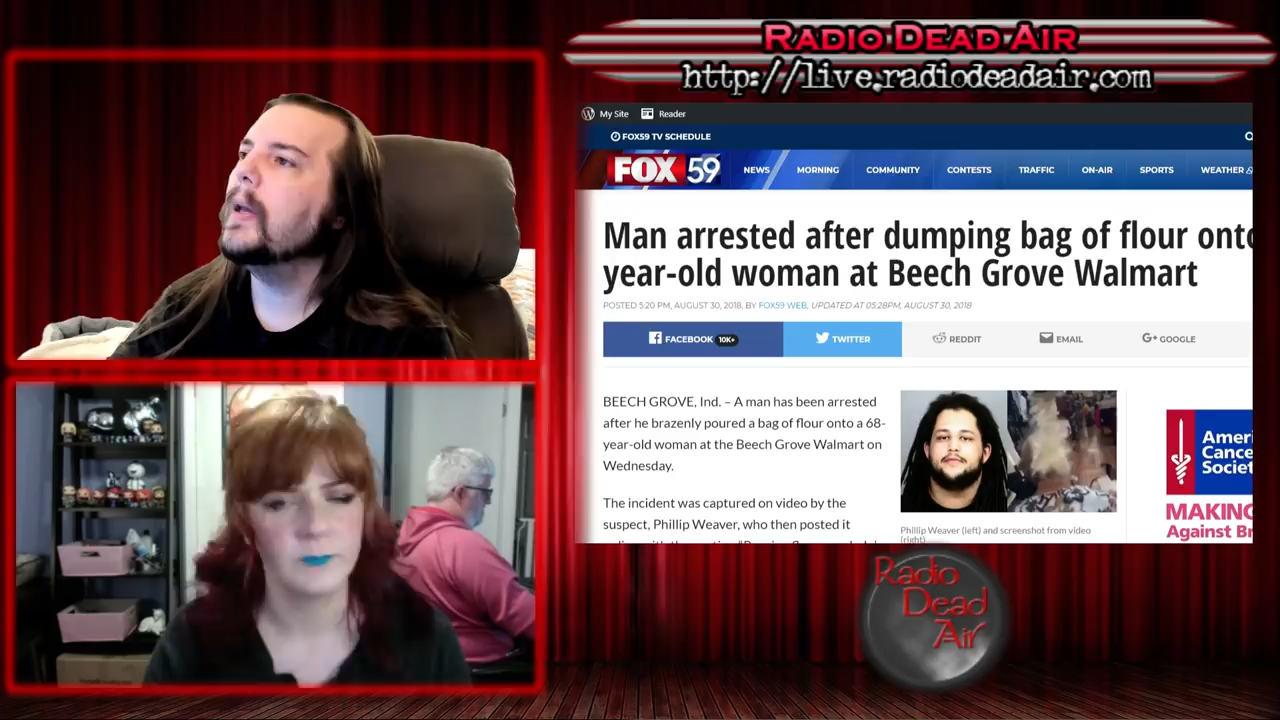 RADIO DEAD AIR
http://live.radiodeadair.com
My Site Reader
FOX59 TV SCHEDULE
FOX 59 NEWS MORNING COMMUNITY CONTESTS TRAFFIC ON-AIR SPORTS WEATHER
Man arrested after dumping bag of flour onto
year-old woman at Beech Grove Walmart
POSTED 5:20 PM, AUGUST 30, 2018, BY FOX59 WEB, UPDATED AT 05:28PM, AUGUST 30, 2018
FACEBOOK 10K+ TWITTER REDDIT EMAIL G+ GOOGLE
BEECH GROVE, Ind. – A man has been arrested
after he brazenly poured a bag of flour onto a 68-
year-old woman at the Beech Grove Walmart on
Wednesday.
The incident was captured on video by the
suspect, Phillip Weaver, who then posted it
Phillip Weaver (left) and screenshot from video
(right)
Ameri
Cance
Societ
MAKING
Against Br
Radio
Dead
Air